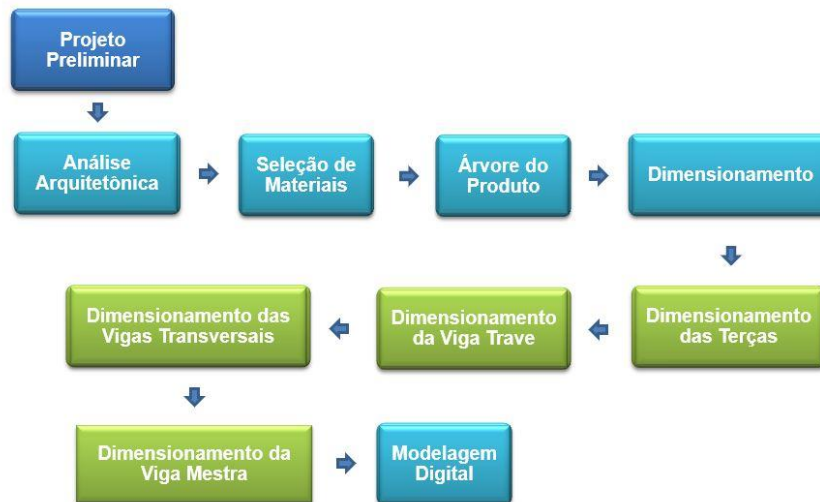 Projeto
Preliminar
Análise
Arquitetônica
Seleção de
Materiais
Árvore do
Produto
Dimensionamento
Dimensionamento
das Terças
Dimensionamento
da Viga Trave
Dimensionamento das
Vigas Transversais
Dimensionamento da
Viga Mestra
Modelagem
Digital